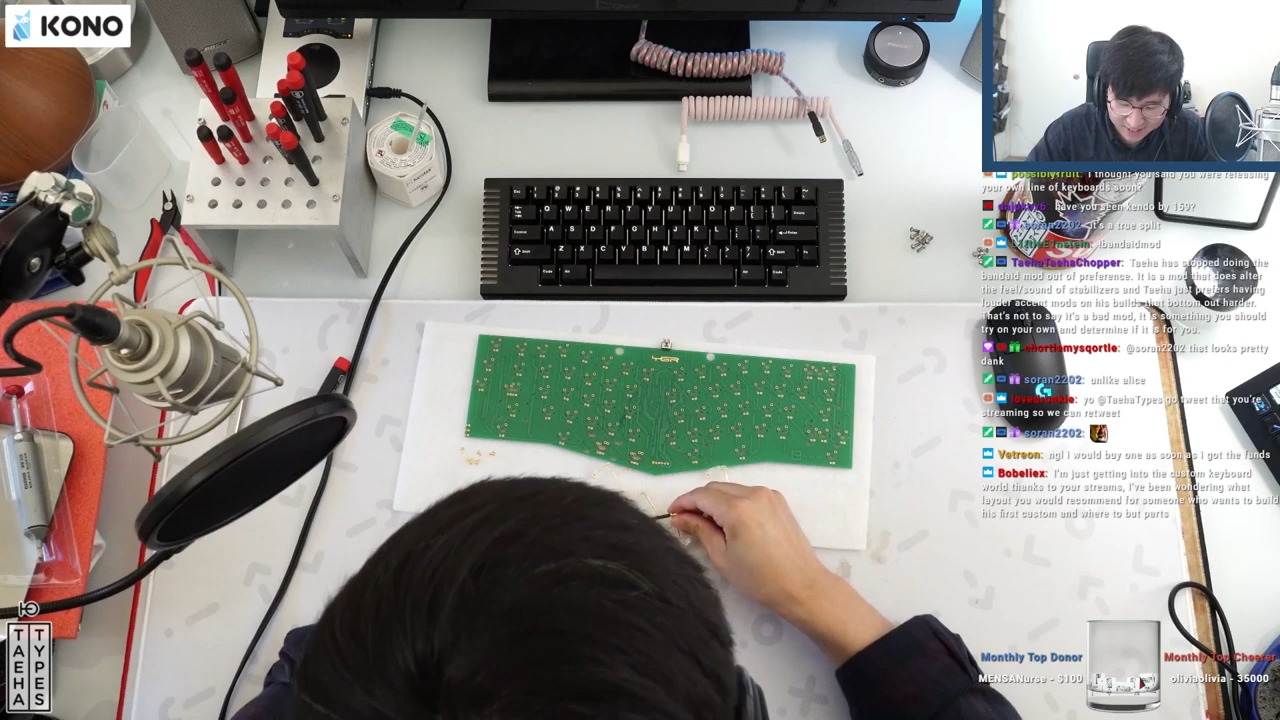 KONO
possiblyfruit: I thought you said you were releasing
your own line of keyboards soon?
have you seen kendo by 159?
soran2202: it's a true split
!bandaidmod
TaehaTaehaChopper: Taeha has stopped doing the
bandaid mod out of preference. It is a mod that does alter
the feel/sound of stabilizers and Taeha just prefers having
louder accent mods on his builds that bottom out harder.
That's not to say it's a bad mod, it is something you should
try on your own and determine if it is for you.
shortiemysqortle: @soran2202 that looks pretty
dank
soran2202: unlike alice
yo @TaehaTypes go tweet that you're
streaming so we can retweet
soran2202:
Vetreon: ngl i would buy one as soon as I got the funds
Bobeliex: I'm just getting into the custom keyboard
world thanks to your streams, I've been wondering what
layout you would recommend for someone who wants to build
his first custom and where to but parts
Q W E R T Y U I O P
Delete
A S D F G H J K L
Enter
Z X C V B N M
Shift
Code Alt
Alt Code
TAEHA TYPES
Monthly Top Donor
MENSANurse - $100
Monthly Top Cheerer
oliviaolivia - 35000